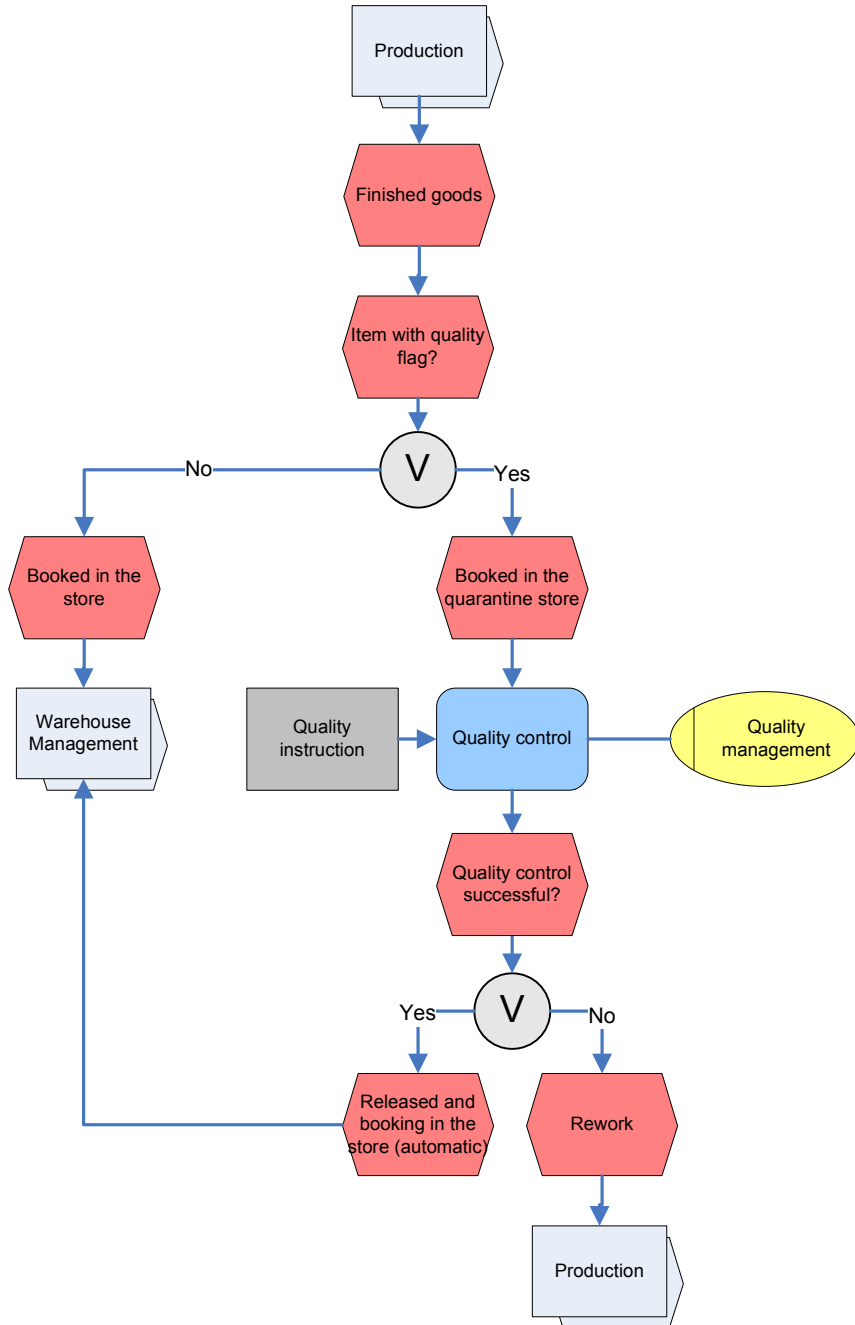 Production
Finished goods
Item with quality
flag?
V
No
Yes
Booked in the
store
Booked in the
quarantine store
Warehouse
Management
Quality
instruction
Quality control
Quality
management
Quality control
successful?
V
Yes
No
Released and
booking in the
store (automatic)
Rework
Production